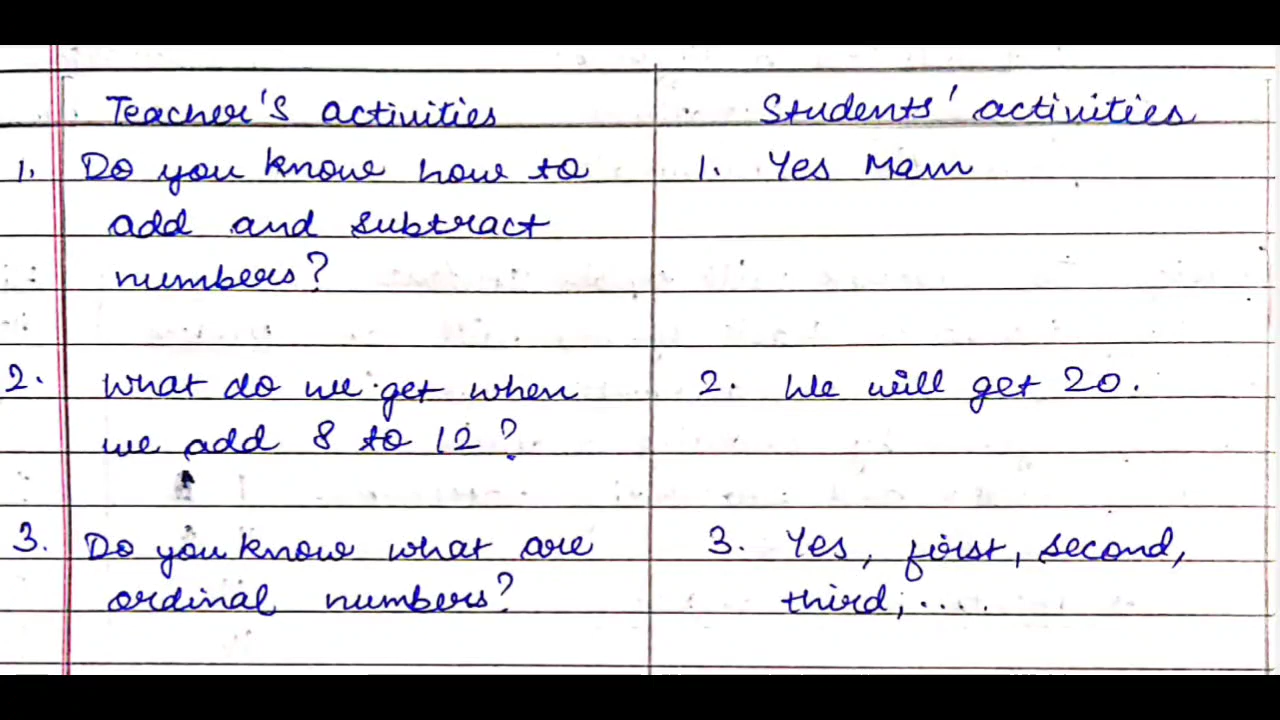 Teacher's activities
Students' activities
1. Do you know how to
add and subtract
numbers?
1. Yes Mam
2. What do we get when
we add 8 to 12?
2. We will get 20.
3. Do you know what are
ordinal numbers?
3. Yes, first, second,
third, .....